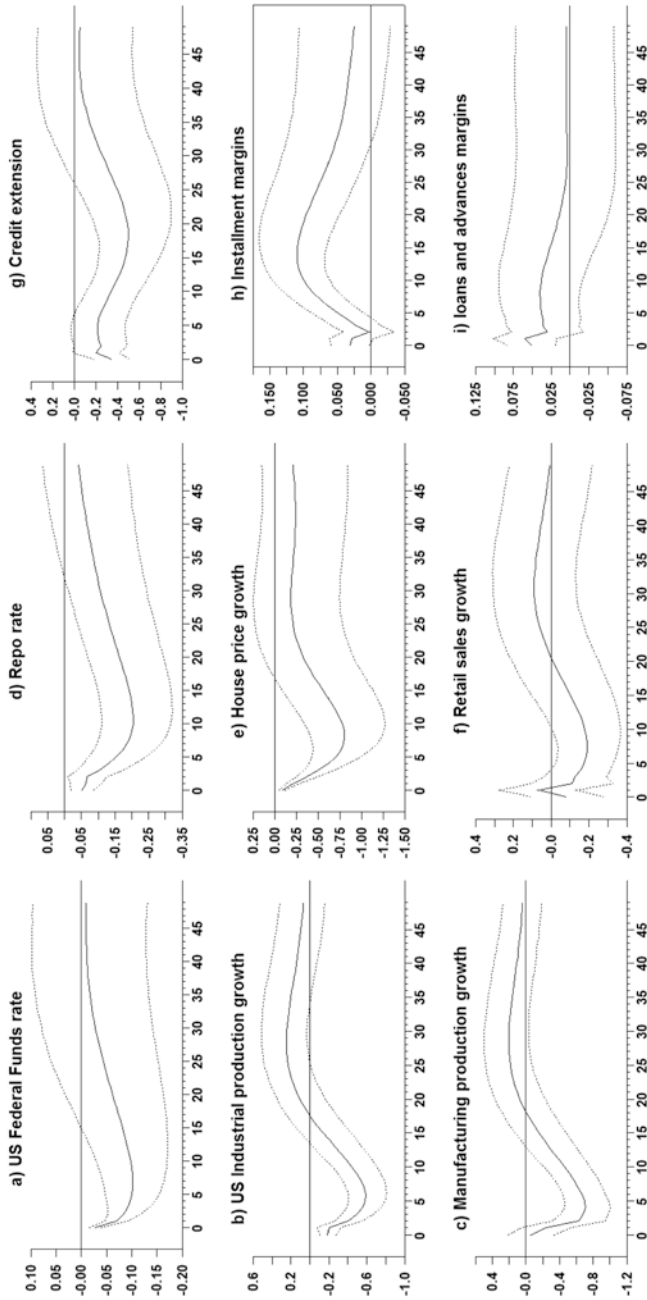 a) US Federal Funds rate
0.10
-0.00
-0.10
-0.20
0 5 10 15 20 25 30 35 40 45
b) US Industrial production growth
0.6
0.2
-0.2
-0.6
-1.0
0 5 10 15 20 25 30 35 40 45
c) Manufacturing production growth
0.4
-0.0
-0.4
-0.8
-1.2
0 5 10 15 20 25 30 35 40 45
d) Repo rate
0.05
-0.05
-0.15
-0.25
-0.35
0 5 10 15 20 25 30 35 40 45
e) House price growth
0.25
0.00
-0.25
-0.50
-0.75
-1.00
-1.25
-1.50
0 5 10 15 20 25 30 35 40 45
f) Retail sales growth
0.4
0.2
-0.0
-0.2
-0.4
0 5 10 15 20 25 30 35 40 45
g) Credit extension
0.4
0.2
-0.0
-0.2
-0.4
-0.6
-0.8
-1.0
0 5 10 15 20 25 30 35 40 45
h) Installment margins
0.150
0.100
0.050
0.000
-0.050
0 5 10 15 20 25 30 35 40 45
i) loans and advances margins
0.125
0.075
0.025
-0.025
-0.075
0 5 10 15 20 25 30 35 40 45